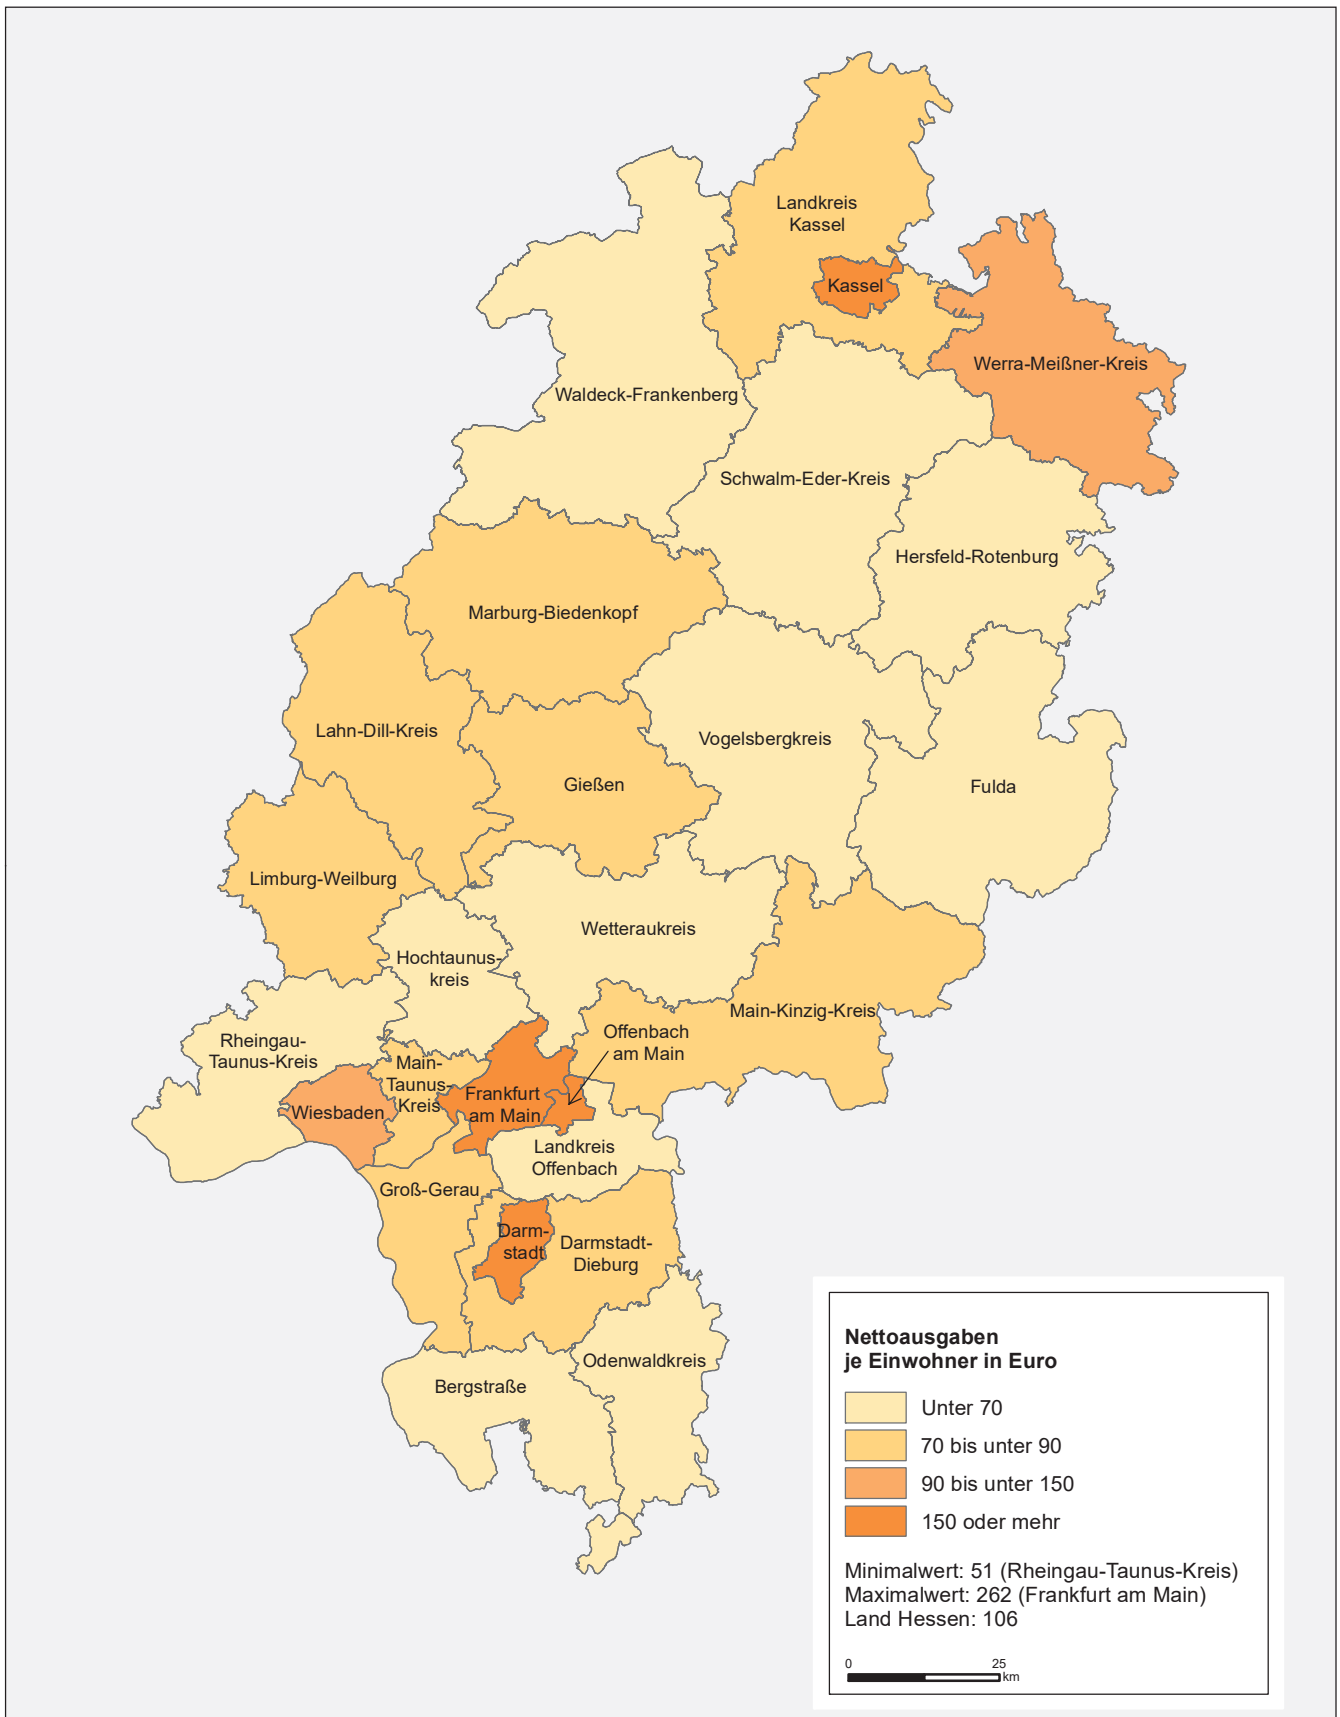 Landkreis
Kassel
Kassel
Werra-Meißner-Kreis
Waldeck-Frankenberg
Schwalm-Eder-Kreis
Hersfeld-Rotenburg
Marburg-Biedenkopf
Lahn-Dill-Kreis
Vogelsbergkreis
Gießen
Fulda
Limburg-Weilburg
Wetteraukreis
Hochtaunus-
kreis
Main-Kinzig-Kreis
Offenbach
am Main
Rheingau-
Taunus-Kreis
Main-
Taunus-
Kreis
Frankfurt
am Main
Wiesbaden
Landkreis
Offenbach
Groß-Gerau
Darm-
stadt
Darmstadt-
Dieburg
Odenwaldkreis
Bergstraße
Nettoausgaben
je Einwohner in Euro
Unter 70
70 bis unter 90
90 bis unter 150
150 oder mehr
Minimalwert: 51 (Rheingau-Taunus-Kreis)
Maximalwert: 262 (Frankfurt am Main)
Land Hessen: 106
0 25
km